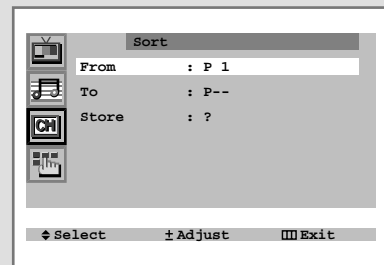 Sort
From : P 1
To : P--
CH
Store : ?
Select ± Adjust Exit